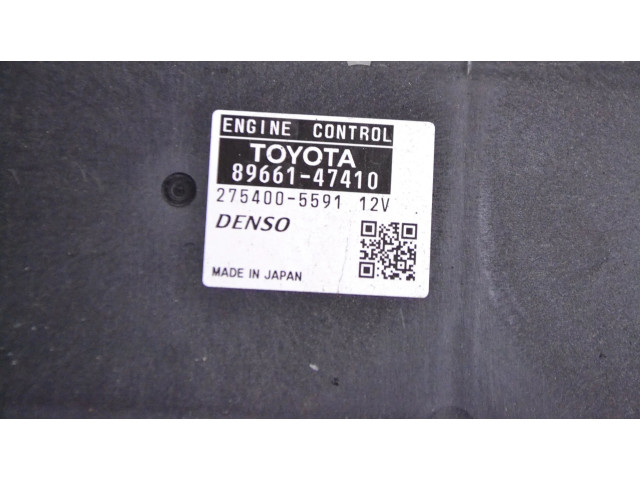 ENGINE CONTROL
TOYOTA
89661-47410
275400-5591 12V
DENSO
MADE IN JAPAN